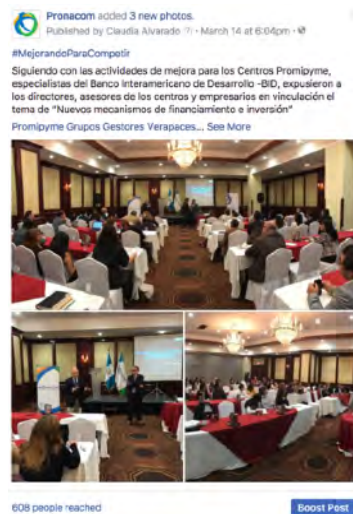 Pronacom added 3 new photos.
Published by Claudia Alvarado · March 14 at 6:04pm ·
#MejorandoParaCompetir
Siguiendo con las actividades de mejora para los Centros Promipyme,
especialistas del Banco Interamericano de Desarrollo -BID, expusieron a
los directores, asesores de los centros y empresarios en vinculación el
tema de "Nuevos mecanismos de financiamiento e inversión"
Promipyme Grupos Gestores Verapaces... See More
608 people reached
Boost Post